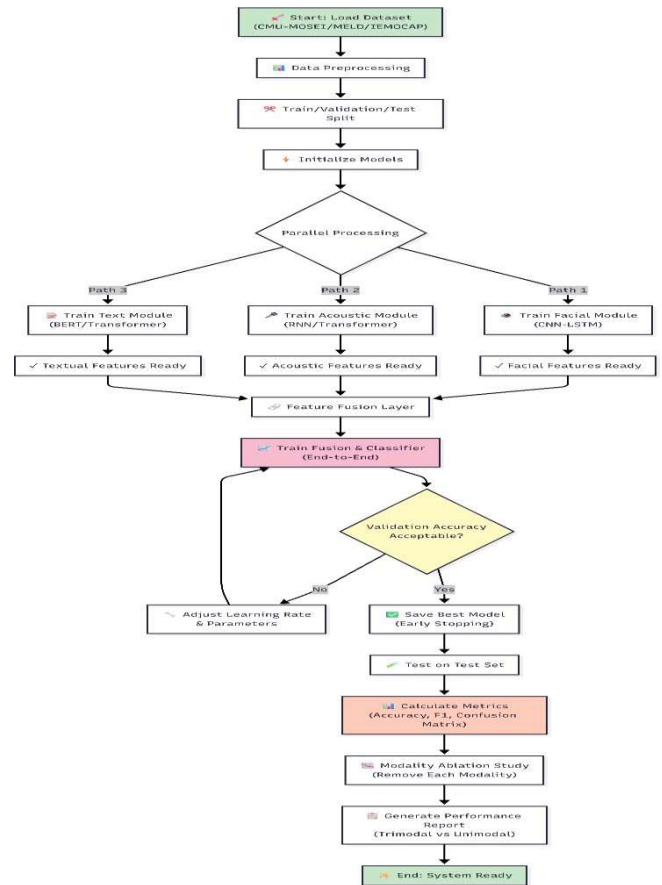 Start: Load Dataset
(CMU-MOSEI/MELD/IEMOCAP)
Data Preprocessing
Train/Validation/Test
Split
Initialize Models
Parallel Processing
Path 3
Path 2
Path 1
Train Text Module
(BERT/Transformer)
Train Acoustic Module
(RNN/Transformer)
Train Facial Module
(CNN-LSTM)
✓ Textual Features Ready
✓ Acoustic Features Ready
✓ Facial Features Ready
Feature Fusion Layer
Train Fusion & Classifier
(End-to-End)
Validation Accuracy
Acceptable?
No
Yes
Adjust Learning Rate
& Parameters
Save Best Model
(Early Stopping)
Test on Test Set
Calculate Metrics
(Accuracy, F1, Confusion
Matrix)
Modality Ablation Study
(Remove Each Modality)
Generate Performance
Report
(Trimodal vs Unimodal)
End: System Ready